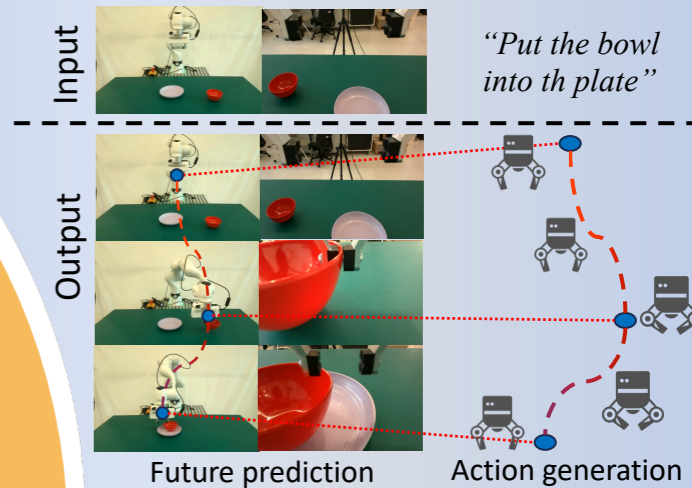 Input
“Put the bowl
into th plate”
Output
Future prediction
Action generation